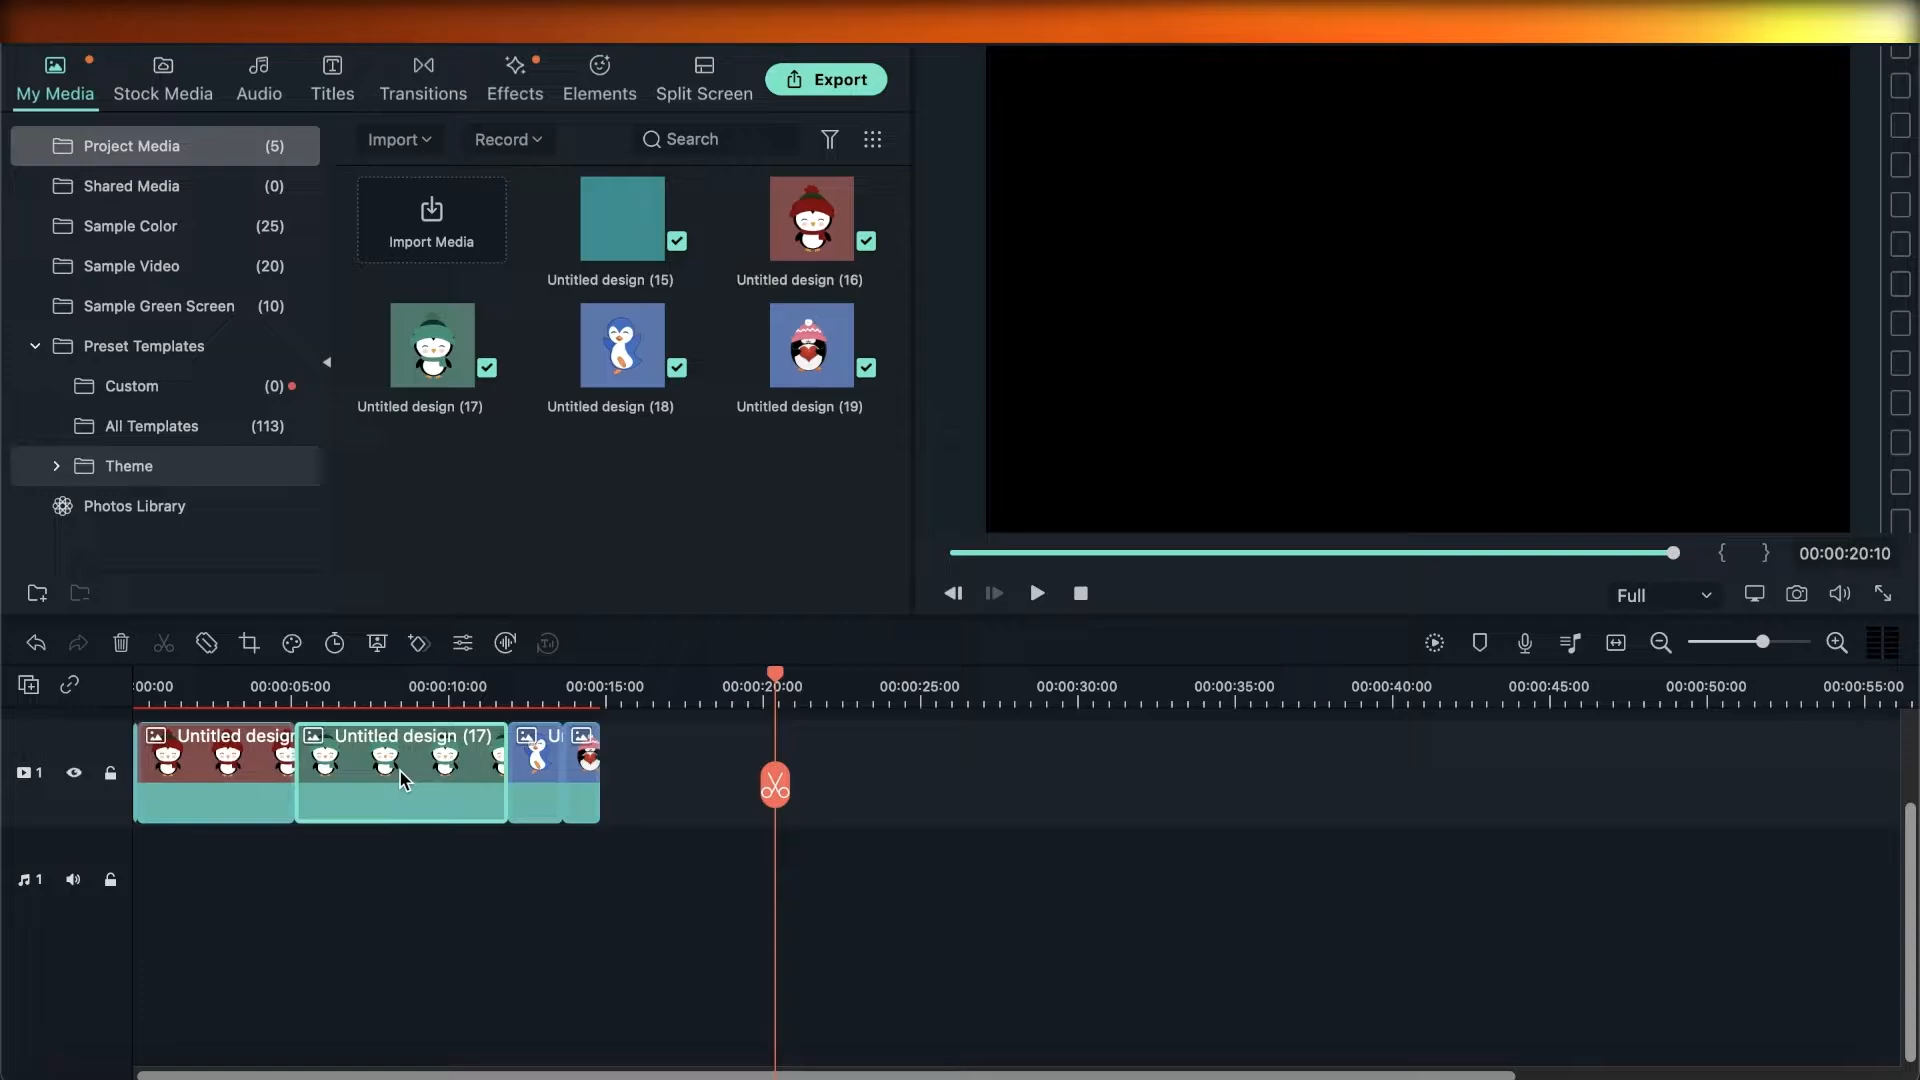 My Media
Stock Media
Audio
Titles
Transitions
Effects
Elements
Split Screen
Export
Project Media (5)
Shared Media (0)
Sample Color (25)
Sample Video (20)
Sample Green Screen (10)
Preset Templates
Custom (0)
All Templates (113)
Theme
Photos Library
Import
Record
Search
Import Media
Untitled design (15)
Untitled design (16)
Untitled design (17)
Untitled design (18)
Untitled design (19)
{ } 00:00:20:10
Full
:00:00 00:00:05:00 00:00:10:00 00:00:15:00 00:00:20:00 00:00:25:00 00:00:30:00 00:00:35:00 00:00:40:00 00:00:45:00 00:00:50:00 00:00:55:00
Untitled design
Untitled design (17)
1
1